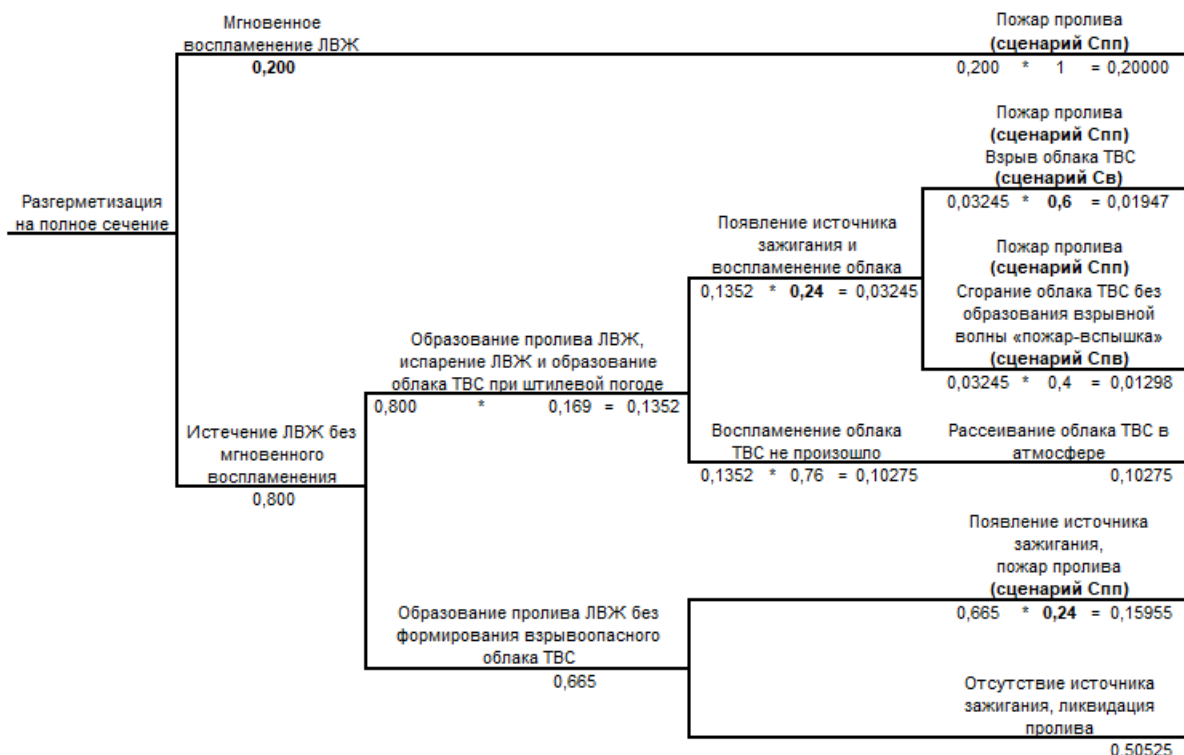 Мгновенное
воспламенение ЛВЖ
0,200
Пожар пролива
(сценарий Спп)
0,200 * 1 = 0,20000
Разгерметизация
на полное сечение
Пожар пролива
(сценарий Спп)
Взрыв облака ТВС
(сценарий Св)
0,03245 * 0,6 = 0,01947
Появление источника
зажигания и
воспламенение облака
0,1352 * 0,24 = 0,03245
Пожар пролива
(сценарий Спп)
Сгорание облака ТВС без
образования взрывной
волны «пожар-вспышка»
(сценарий Спв)
0,03245 * 0,4 = 0,01298
Образование пролива ЛВЖ,
испарение ЛВЖ и образование
облака ТВС при штилевой погоде
0,800 * 0,169 = 0,1352
Истечение ЛВЖ без
мгновенного
воспламенения
0,800
Воспламенение облака
ТВС не произошло
0,1352 * 0,76 = 0,10275
Рассеивание облака ТВС в
атмосфере
0,10275
Образование пролива ЛВЖ без
формирования взрывоопасного
облака ТВС
0,665
Появление источника
зажигания,
пожар пролива
(сценарий Спп)
0,665 * 0,24 = 0,15955
Отсутствие источника
зажигания, ликвидация
пролива
0,50525